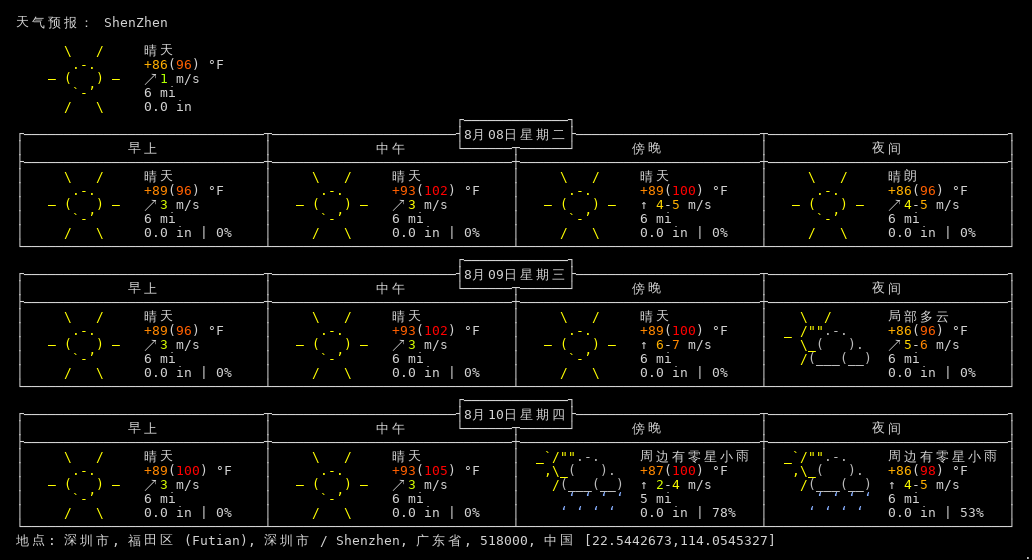 天气预报： ShenZhen
晴天
+86(96) °F
↗1 m/s
6 mi
0.0 in
8月08日星期二
早上 中午 傍晚 夜间
晴天 晴天 晴天 晴朗
+89(96) °F +93(102) °F +89(100) °F +86(96) °F
↗3 m/s ↗3 m/s ↑ 4-5 m/s ↗4-5 m/s
6 mi 6 mi 6 mi 6 mi
0.0 in | 0% 0.0 in | 0% 0.0 in | 0% 0.0 in | 0%
8月09日星期三
早上 中午 傍晚 夜间
晴天 晴天 晴天 局部多云
+89(96) °F +93(102) °F +89(100) °F +86(96) °F
↗3 m/s ↗3 m/s ↑ 6-7 m/s ↗5-6 m/s
6 mi 6 mi 6 mi 6 mi
0.0 in | 0% 0.0 in | 0% 0.0 in | 0% 0.0 in | 0%
8月10日星期四
早上 中午 傍晚 夜间
晴天 晴天 周边有零星小雨 周边有零星小雨
+89(100) °F +93(105) °F +87(100) °F +86(98) °F
↗3 m/s ↗3 m/s ↑ 2-4 m/s ↑ 4-5 m/s
6 mi 6 mi 5 mi 6 mi
0.0 in | 0% 0.0 in | 0% 0.0 in | 78% 0.0 in | 53%
地点: 深圳市, 福田区 (Futian), 深圳市 / Shenzhen, 广东省, 518000, 中国 [22.5442673,114.0545327]